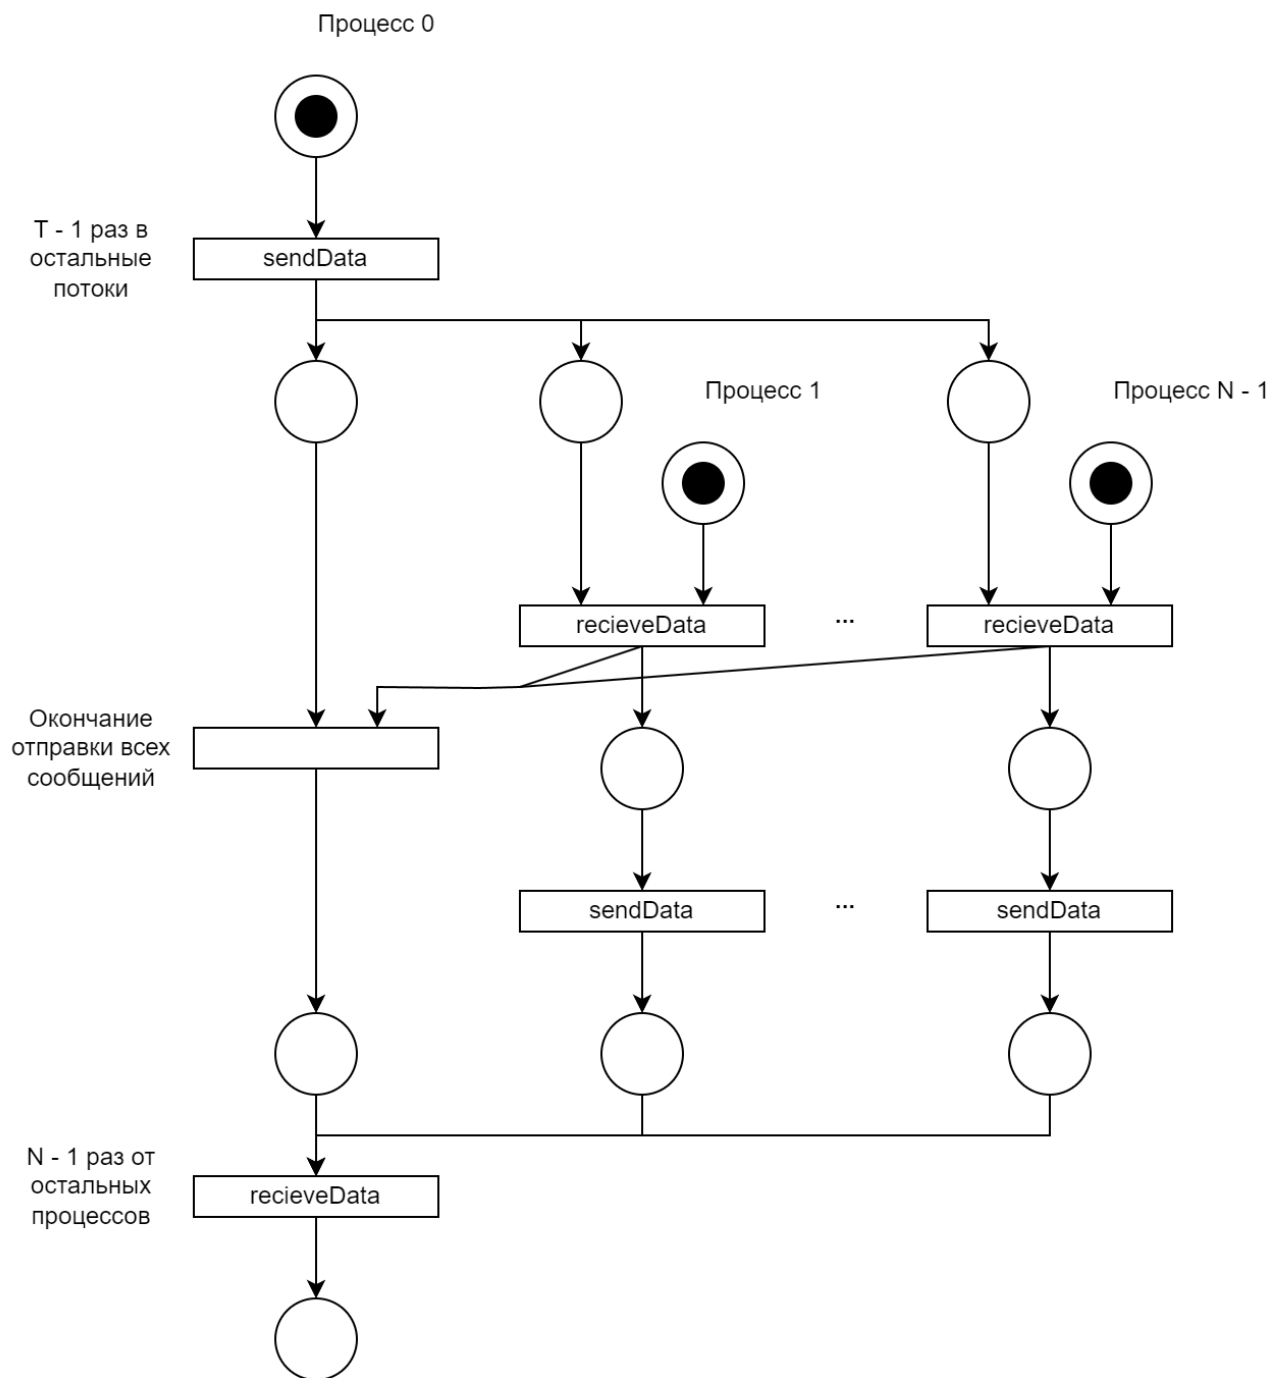 Процесс 0
T - 1 раз в
остальные
потоки
sendData
Процесс 1
Процесс N - 1
recieveData
...
recieveData
Окончание
отправки всех
сообщений
sendData
...
sendData
N - 1 раз от
остальных
процессов
recieveData